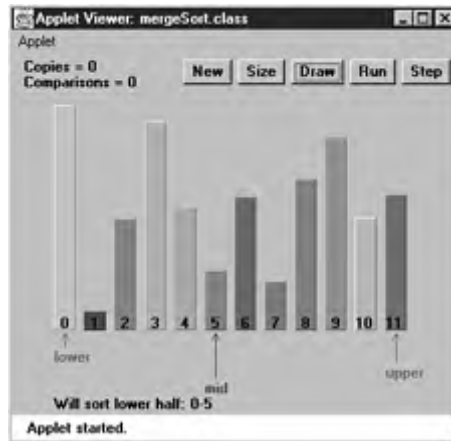 Applet Viewer: mergeSort.class
Applet
Copies = 0
Comparisons = 0
New Size Draw Run Step
0 1 2 3 4 5 6 7 8 9 10 11
lower
mid
upper
Will sort lower half: 0-5
Applet started.